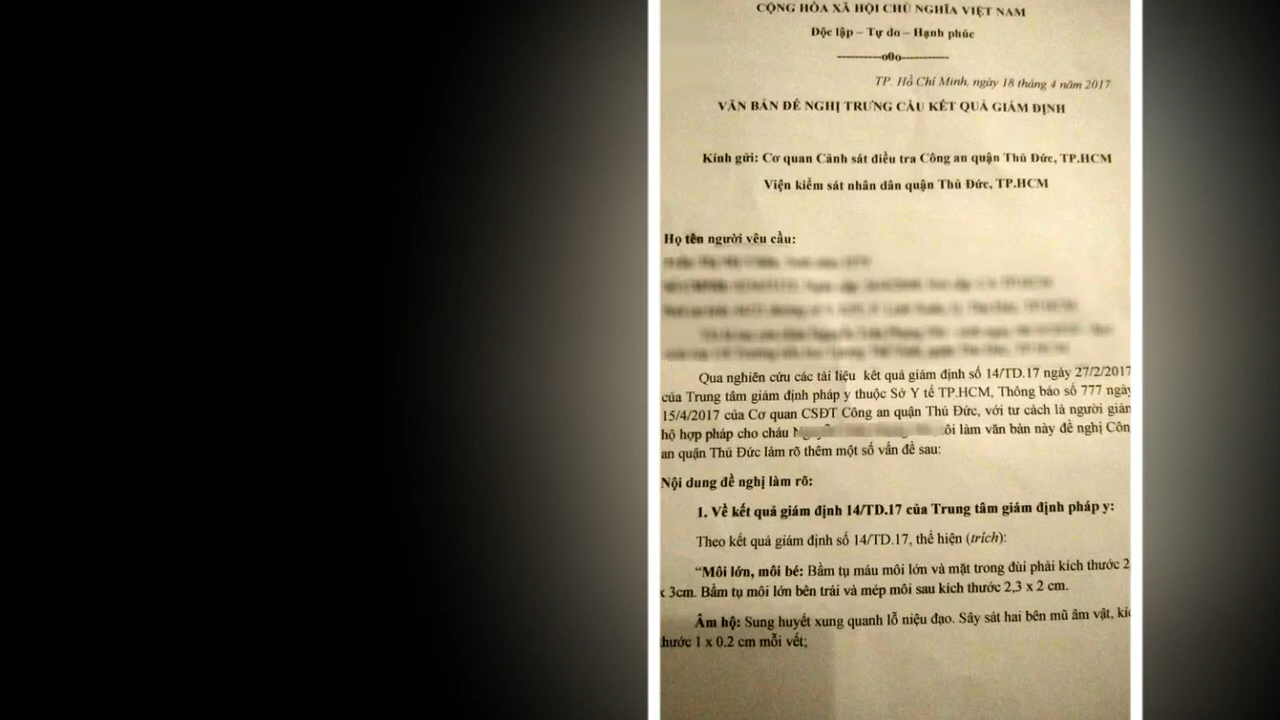 CỘNG HÒA XÃ HỘI CHỦ NGHĨA VIỆT NAM
Độc lập – Tự do – Hạnh phúc
o0o
TP. Hồ Chí Minh, ngày 18 tháng 4 năm 2017
VĂN BẢN ĐỀ NGHỊ TRƯNG CẦU KẾT QUẢ GIÁM ĐỊNH
Kính gửi: Cơ quan Cảnh sát điều tra Công an quận Thủ Đức, TP.HCM
Viện kiểm sát nhân dân quận Thủ Đức, TP.HCM
Họ tên người yêu cầu:
Qua nghiên cứu các tài liệu kết quả giám định số 14/TD.17 ngày 27/2/2017
của Trung tâm giám định pháp y thuộc Sở Y tế TP.HCM, Thông báo số 777 ngày
15/4/2017 của Cơ quan CSĐT Công an quận Thủ Đức, với tư cách là người giám
hộ hợp pháp cho cháu ôi làm văn bản này đề nghị Công
an quận Thủ Đức làm rõ thêm một số vấn đề sau:
Nội dung đề nghị làm rõ:
1. Về kết quả giám định 14/TD.17 của Trung tâm giám định pháp y:
Theo kết quả giám định số 14/TD.17, thể hiện (trích):
“Môi lớn, môi bé: Bầm tụ máu môi lớn và mặt trong đùi phải kích thước 2
x 3cm. Bầm tụ môi lớn bên trái và mép môi sau kích thước 2,3 x 2 cm.
Âm hộ: Sung huyết xung quanh lỗ niệu đạo. Sây sát hai bên mũ âm vật, kíc
hước 1 x 0.2 cm mỗi vết;